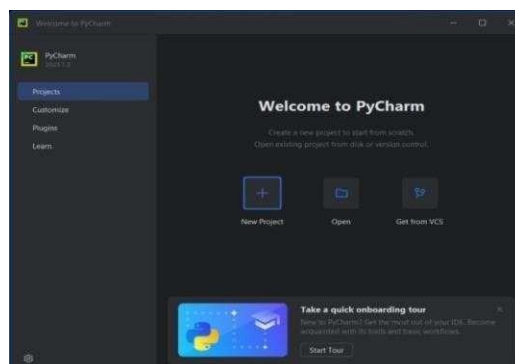 Welcome to PyCharm
PC
PyCharm
Projects
Customize
Plugins
Learn
Welcome to PyCharm
Create a new project to start from scratch.
Open existing project from disk or version control.
New Project
Open
Get from VCS
Take a quick onboarding tour
New to PyCharm? Get the most out of your IDE. Become
acquainted with its tools and basic workflows.
Start Tour